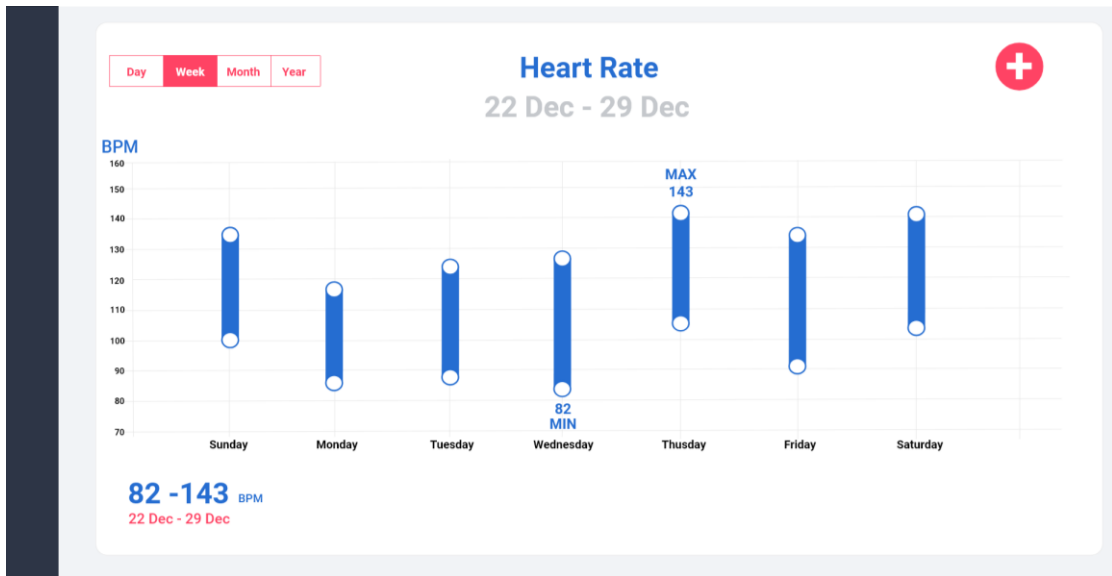 Day Week Month Year
Heart Rate
22 Dec - 29 Dec
BPM
160
150
140
130
120
110
100
90
80
70
MAX
143
82
MIN
Sunday Monday Tuesday Wednesday Thusday Friday Saturday
82 -143 BPM
22 Dec - 29 Dec